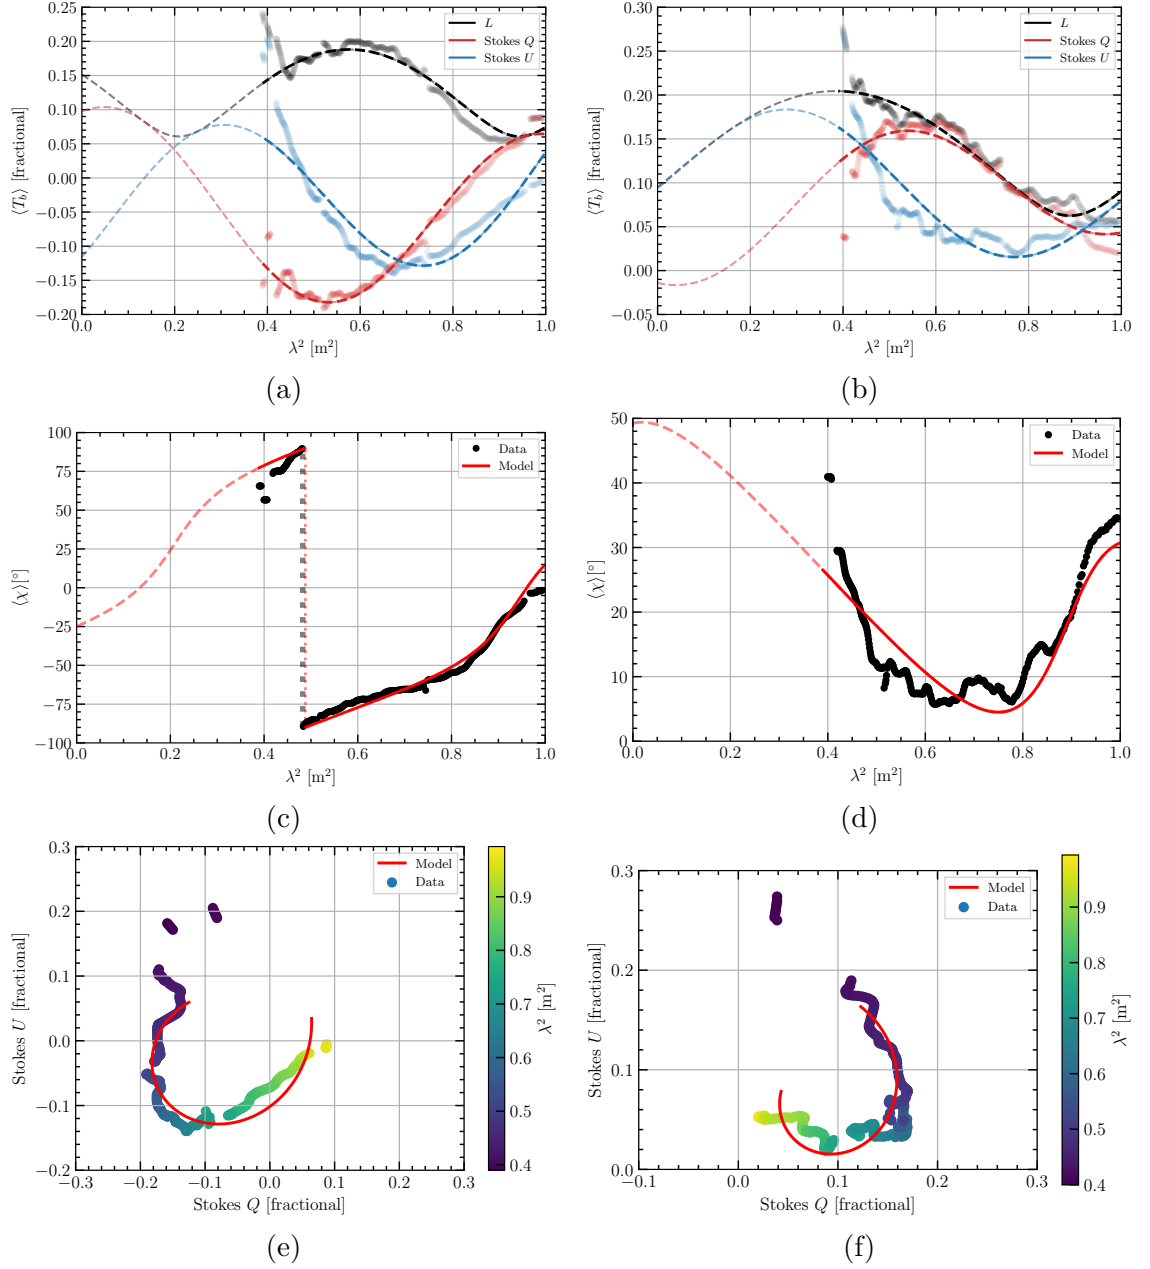 0.25
0.20
0.15
0.10
0.05
0.00
−0.05
−0.10
−0.15
−0.20
⟨T_b⟩ [fractional]
L
Stokes Q
Stokes U
0.0 0.2 0.4 0.6 0.8 1.0
λ² [m²]
(a)
0.30
0.25
0.20
0.15
0.10
0.05
0.00
−0.05
⟨T_b⟩ [fractional]
L
Stokes Q
Stokes U
0.0 0.2 0.4 0.6 0.8 1.0
λ² [m²]
(b)
100
75
50
25
0
−25
−50
−75
−100
⟨χ⟩[°]
Data
Model
0.0 0.2 0.4 0.6 0.8 1.0
λ² [m²]
(c)
50
40
30
20
10
0
⟨χ⟩[°]
Data
Model
0.0 0.2 0.4 0.6 0.8 1.0
λ² [m²]
(d)
0.3
0.2
0.1
0.0
−0.1
−0.2
Stokes U [fractional]
Model
Data
−0.3 −0.2 −0.1 0.0 0.1 0.2 0.3
Stokes Q [fractional]
0.9
0.8
0.7
0.6
0.5
0.4
λ² [m²]
(e)
0.3
0.2
0.1
0.0
Stokes U [fractional]
Model
Data
−0.1 0.0 0.1 0.2 0.3
Stokes Q [fractional]
0.9
0.8
0.7
0.6
0.5
0.4
λ² [m²]
(f)